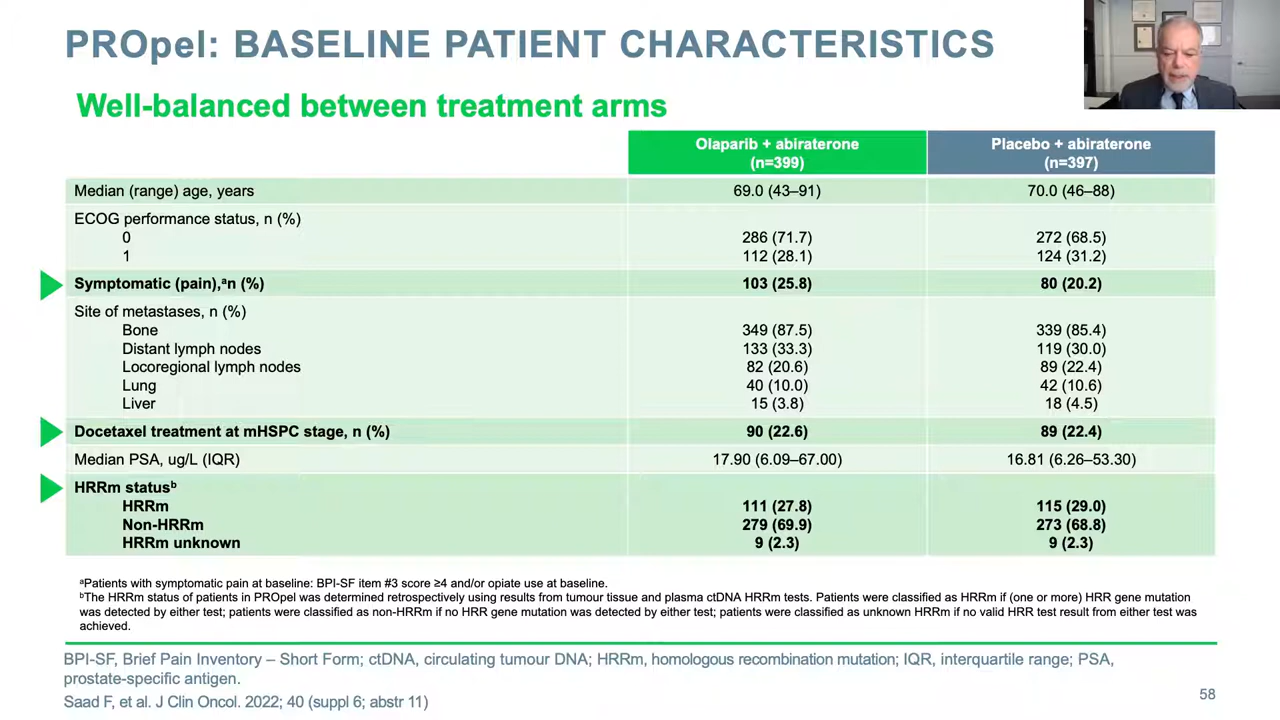 PROpel: BASELINE PATIENT CHARACTERISTICS
Well-balanced between treatment arms
Olaparib + abiraterone (n=399) Placebo + abiraterone (n=397)
Median (range) age, years 69.0 (43–91) 70.0 (46–88)
ECOG performance status, n (%)
0 286 (71.7) 272 (68.5)
1 112 (28.1) 124 (31.2)
Symptomatic (pain),ᵃn (%) 103 (25.8) 80 (20.2)
Site of metastases, n (%)
Bone 349 (87.5) 339 (85.4)
Distant lymph nodes 133 (33.3) 119 (30.0)
Locoregional lymph nodes 82 (20.6) 89 (22.4)
Lung 40 (10.0) 42 (10.6)
Liver 15 (3.8) 18 (4.5)
Docetaxel treatment at mHSPC stage, n (%) 90 (22.6) 89 (22.4)
Median PSA, ug/L (IQR) 17.90 (6.09–67.00) 16.81 (6.26–53.30)
HRRm statusᵇ
HRRm 111 (27.8) 115 (29.0)
Non-HRRm 279 (69.9) 273 (68.8)
HRRm unknown 9 (2.3) 9 (2.3)
ᵃPatients with symptomatic pain at baseline: BPI-SF item #3 score ≥4 and/or opiate use at baseline.
ᵇThe HRRm status of patients in PROpel was determined retrospectively using results from tumour tissue and plasma ctDNA HRRm tests. Patients were classified as HRRm if (one or more) HRR gene mutation
was detected by either test; patients were classified as non-HRRm if no HRR gene mutation was detected by either test; patients were classified as unknown HRRm if no valid HRR test result from either test was
achieved.
BPI-SF, Brief Pain Inventory – Short Form; ctDNA, circulating tumour DNA; HRRm, homologous recombination mutation; IQR, interquartile range; PSA,
prostate-specific antigen.
Saad F, et al. J Clin Oncol. 2022; 40 (suppl 6; abstr 11)
58